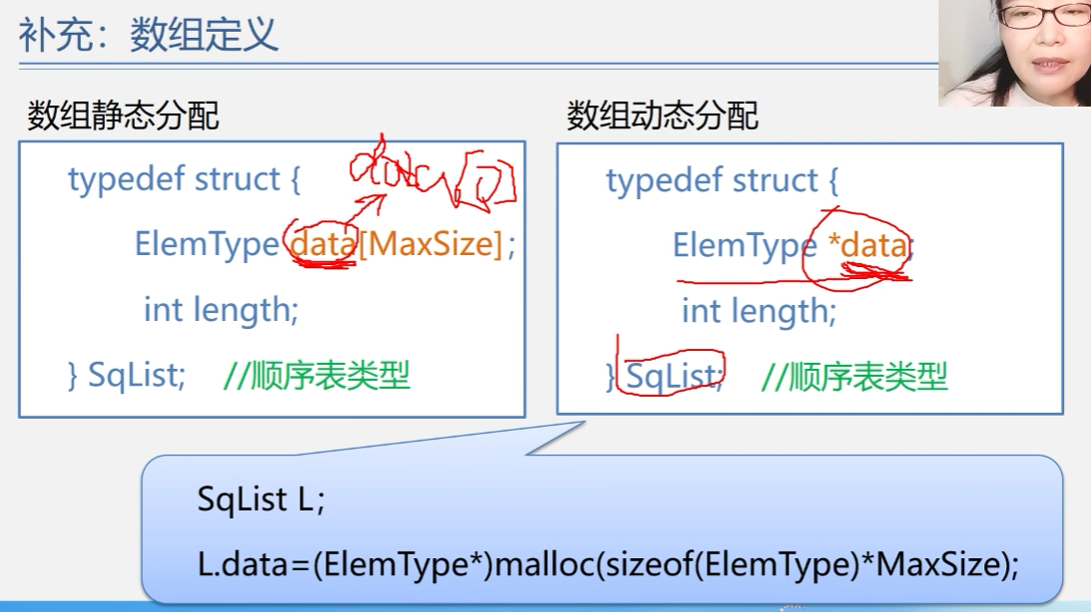 补充：数组定义
数组静态分配
typedef struct {
data[0]
ElemType data[MaxSize];
int length;
} SqList; //顺序表类型
数组动态分配
typedef struct {
ElemType *data;
int length;
} SqList; //顺序表类型
SqList L;
L.data=(ElemType*)malloc(sizeof(ElemType)*MaxSize);